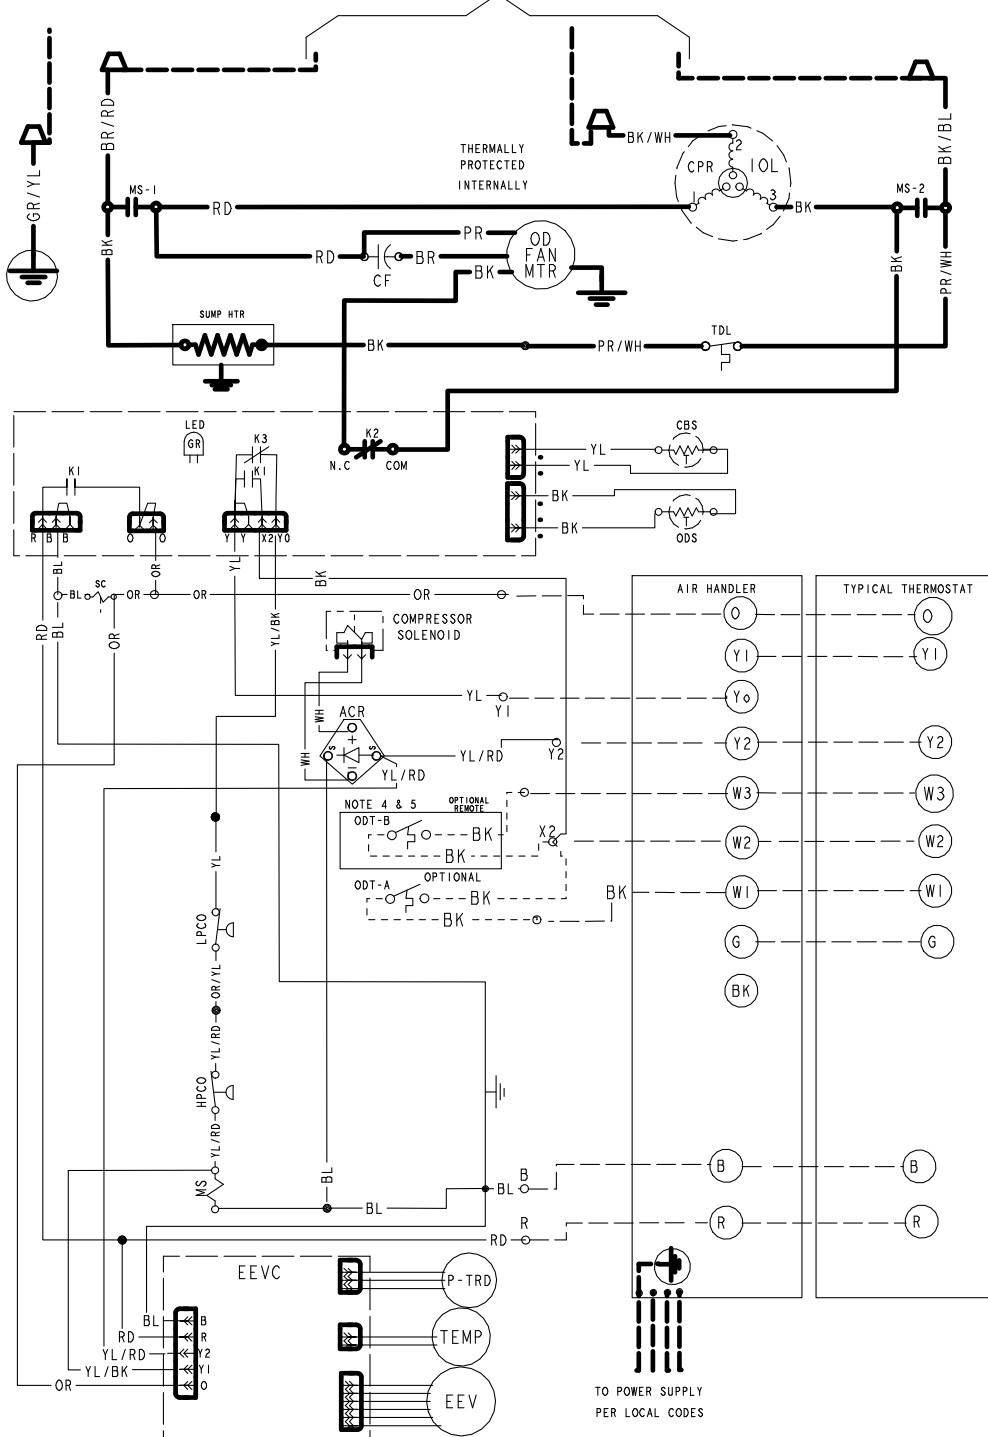 BR/RD
BK/WH
BK/BL
GR/YL
THERMALLY
PROTECTED
INTERNALLY
CPR
IOL
2
1
3
MS-1
MS-2
RD
BK
BK
BK
PR/WH
PR
RD
CF
BR
BK
OD
FAN
MTR
SUMP HTR
BK
PR/WH
TDL
LED
GR
K3
K1
K1
K2
N.C
COM
YL
YL
CBS
T
BK
BK
ODS
T
R B B
O O
Y Y X2 YO
BL
OR
YL
BK
BL
SC
OR
OR
OR
RD
BL
OR
YL/BK
COMPRESSOR
SOLENOID
AIR HANDLER
TYPICAL THERMOSTAT
O
O
Y1
Y1
YL
Y1
Yo
WH
ACR
+
S
S
−
WH
YL/RD
YL/RD
Y2
Y2
Y2
NOTE 4 & 5
OPTIONAL
REMOTE
ODT-B
BK
BK
X2
W3
W3
W2
W2
ODT-A
OPTIONAL
BK
BK
BK
W1
W1
YL
LPCO
G
G
OR/YL
BK
YL/RD
HPCO
YL/RD
MS
BL
BL
BL
B
B
B
RD
R
R
R
EEVC
P-TRD
TEMP
EEV
BL
B
RD
R
YL/RD
Y2
YL/BK
Y1
OR
O
TO POWER SUPPLY
PER LOCAL CODES